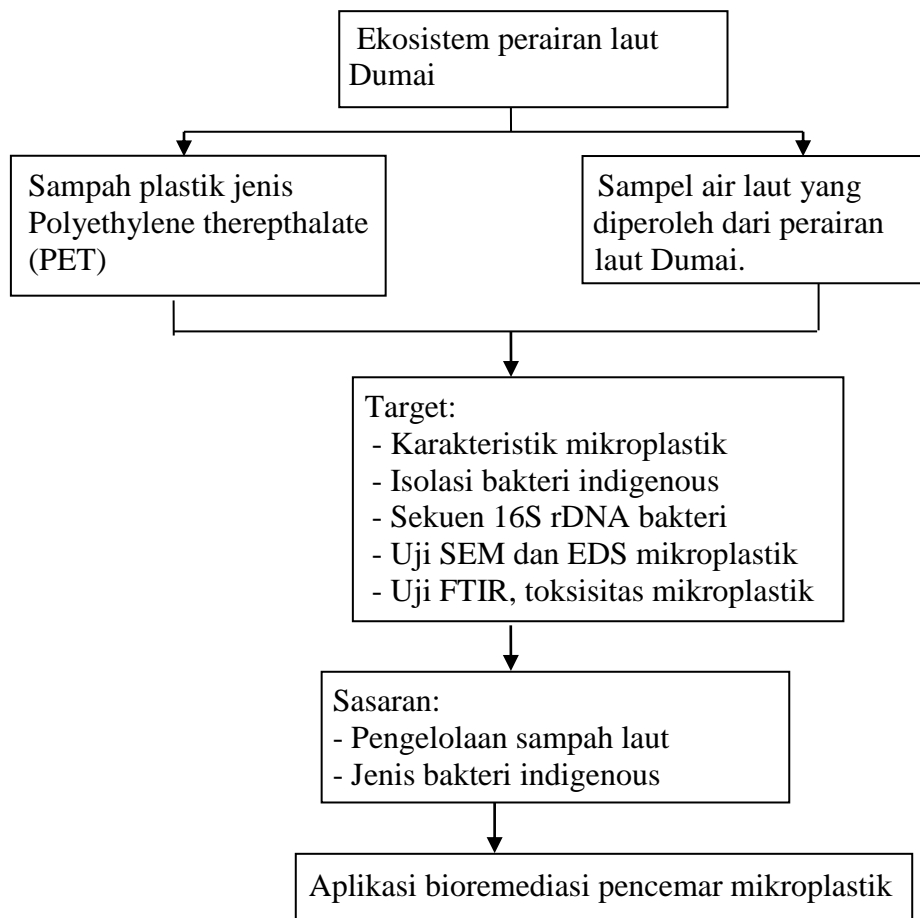 Ekosistem perairan laut
Dumai
Sampah plastik jenis
Polyethylene therepthalate
(PET)
Sampel air laut yang
diperoleh dari perairan
laut Dumai.
Target:
- Karakteristik mikroplastik
- Isolasi bakteri indigenous
- Sekuen 16S rDNA bakteri
- Uji SEM dan EDS mikroplastik
- Uji FTIR, toksisitas mikroplastik
Sasaran:
- Pengelolaan sampah laut
- Jenis bakteri indigenous
Aplikasi bioremediasi pencemar mikroplastik